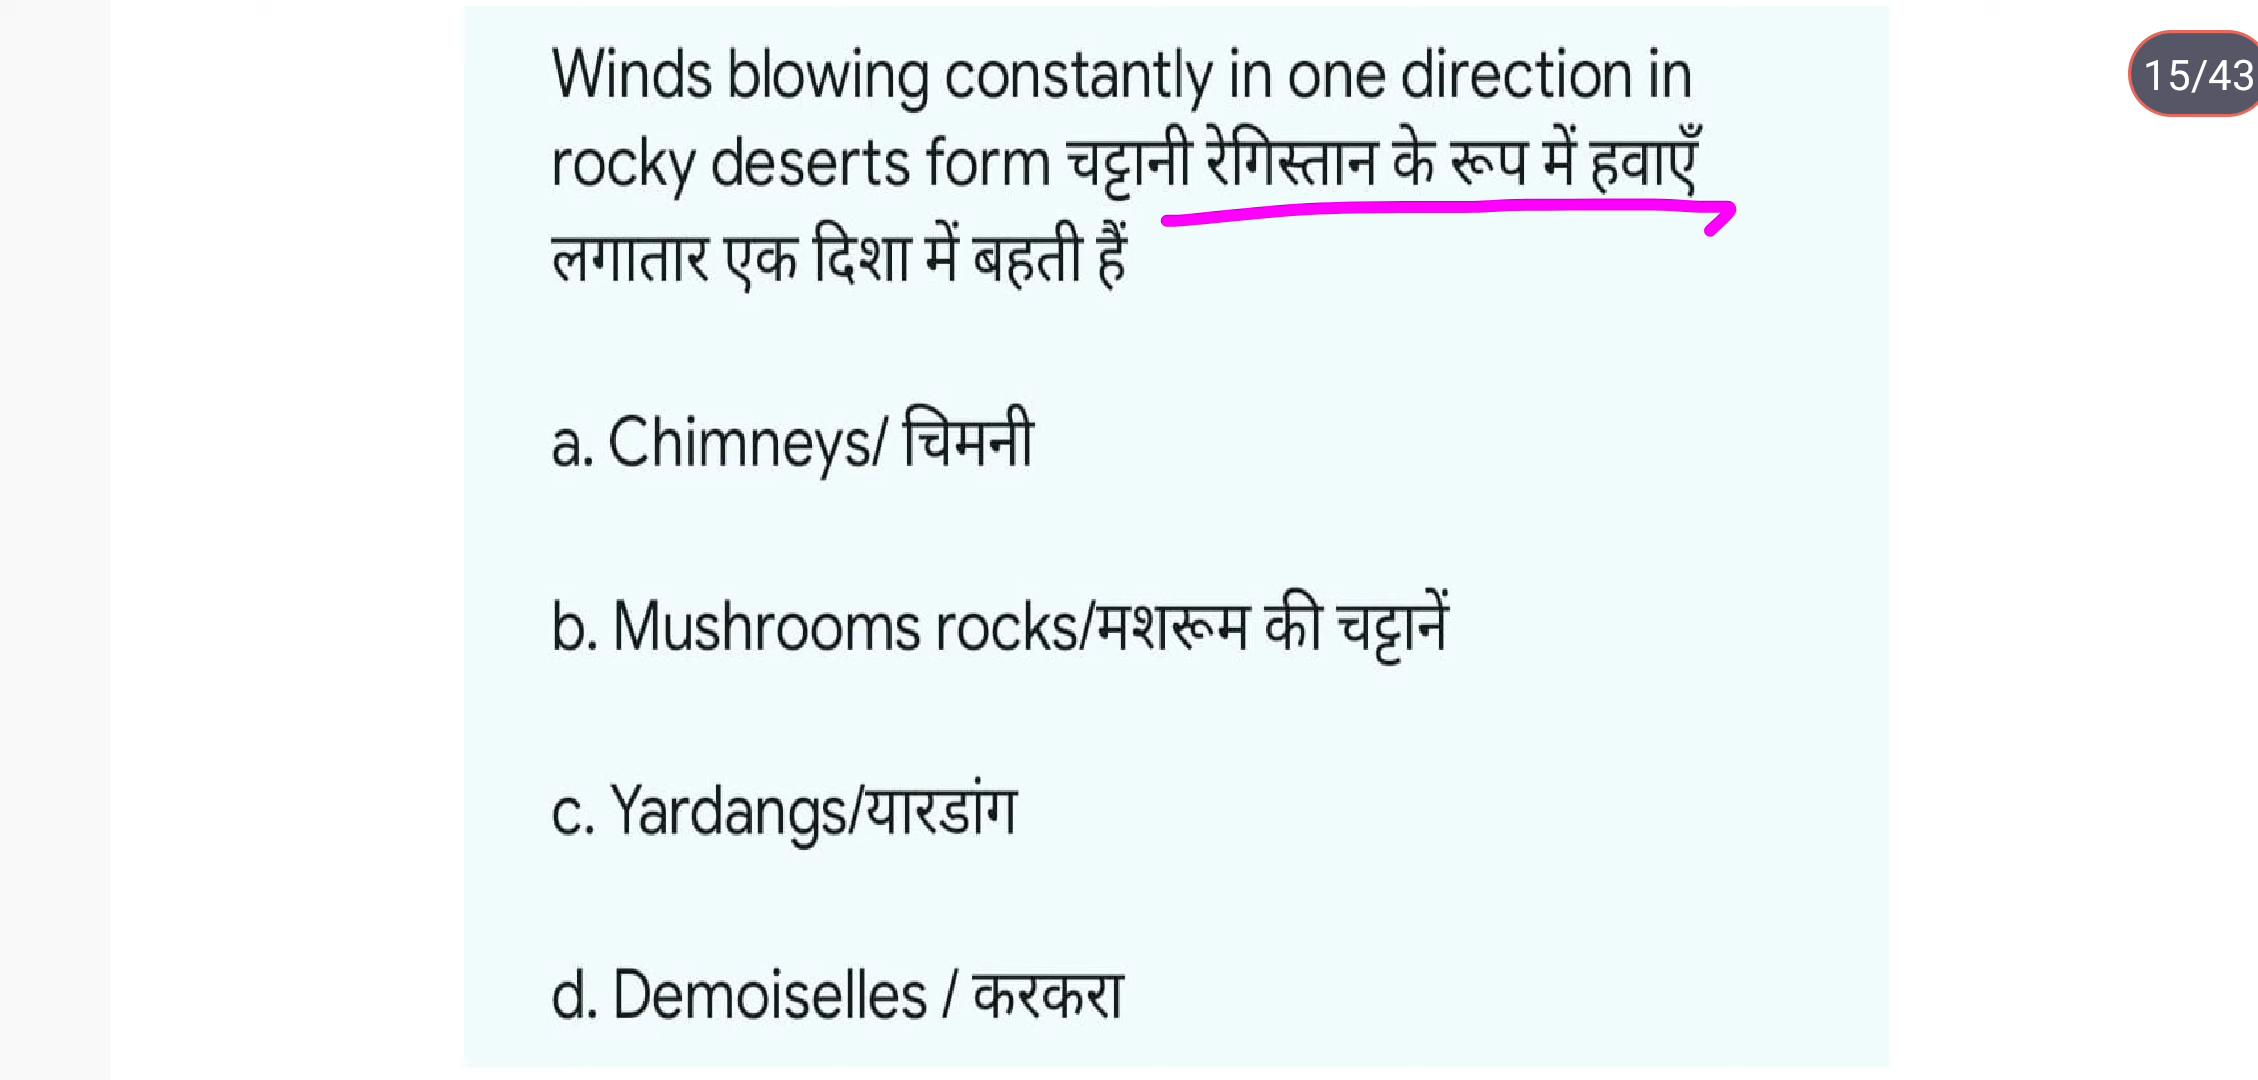 Winds blowing constantly in one direction in
15/43
rocky deserts form चट्टानी रेगिस्तान के रूप में हवाएँ
लगातार एक दिशा में बहती हैं
a. Chimneys/ चिमनी
b. Mushrooms rocks/मशरूम की चट्टानें
c. Yardangs/यारडांग
d. Demoiselles / करकरा